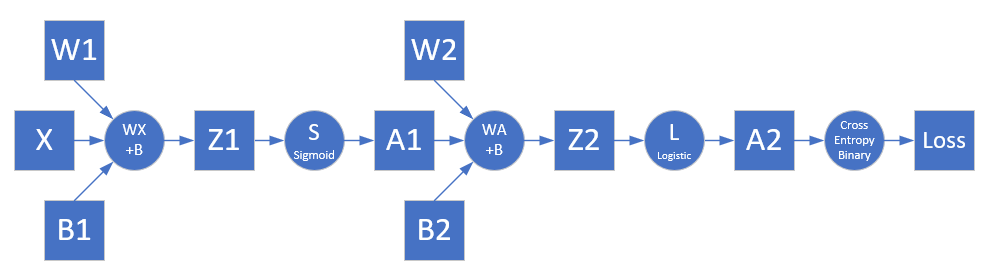 W1
W2
X
WX
+B
Z1
S
Sigmoid
A1
WA
+B
Z2
L
Logistic
A2
Cross
Entropy
Binary
Loss
B1
B2